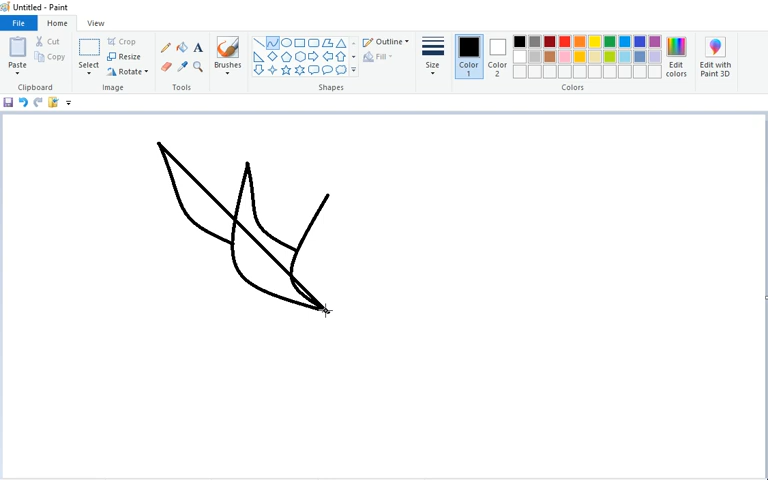 Untitled - Paint
File Home View
Paste Cut Copy Clipboard
Select Crop Resize Rotate Image
Tools
Brushes
Shapes Outline Fill
Size
Color 1 Color 2 Colors
Edit colors
Edit with Paint 3D